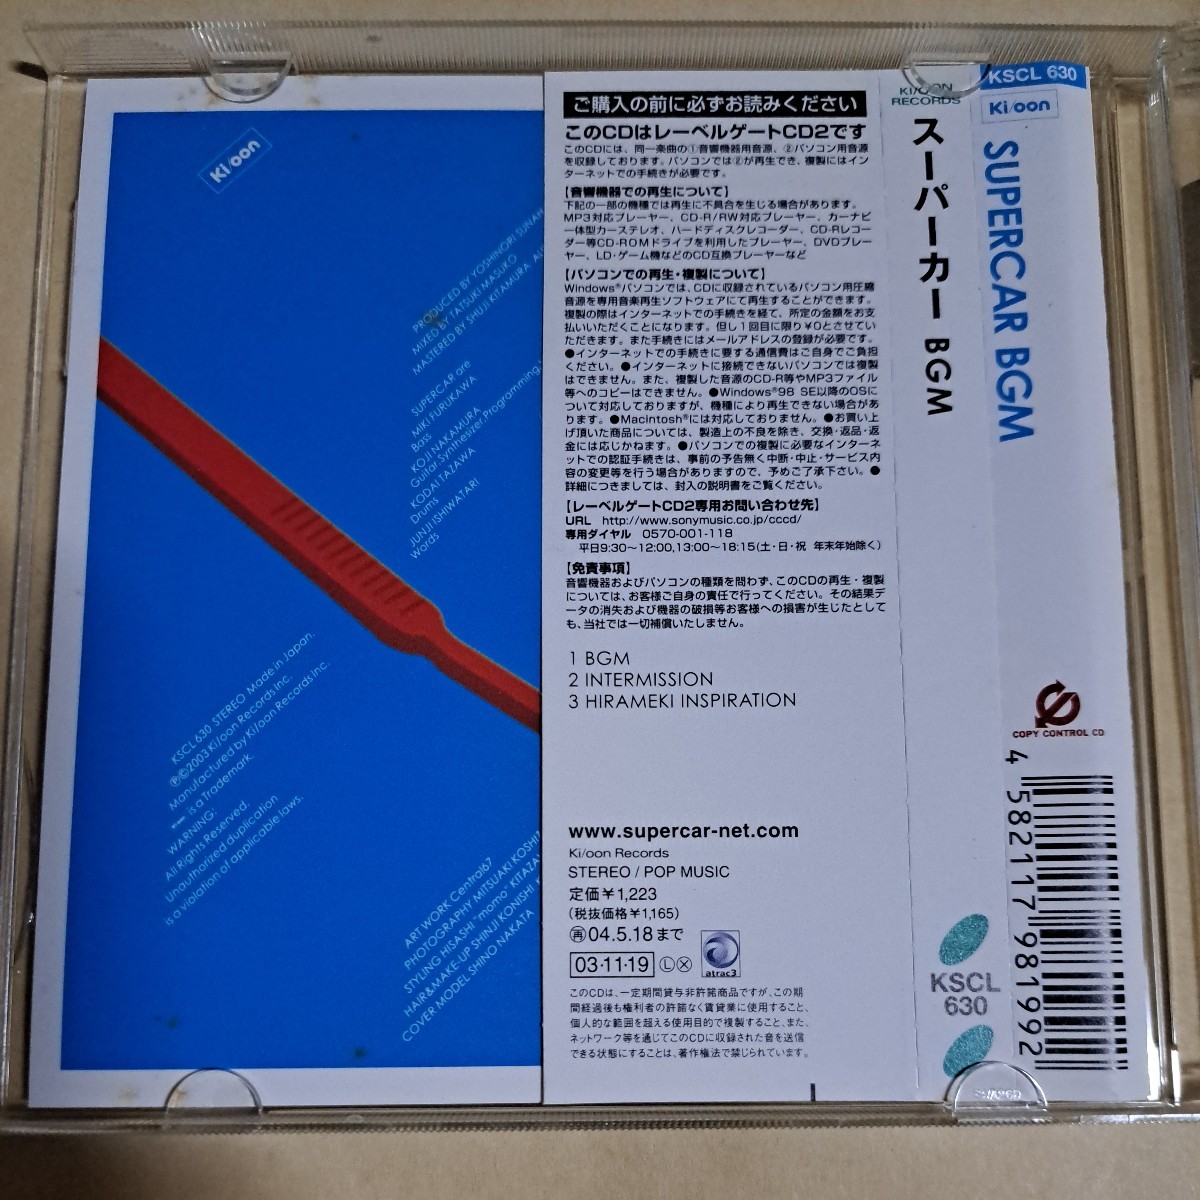 Ki/oon
PRODUCED BY YOSHINORI SUNAH
MIXED BY TATSUKI MASUKO
MASTERED BY SHUJI KITAMURA
SUPERCAR are
MIKI FURUKAWA
Bass
KOJI NAKAMURA
Guitar.Synthesizer.Programming.
KODAI TAZAWA
Drums
JUNJI ISHIWATARI
Words
KSCL 630 STEREO Made in Japan.
℗©2003 Ki/oon Records Inc.
Manufactured by Ki/oon Records Inc.
is a Trademark.
WARNING:
All Rights Reserved.
Unauthorized duplication
is a violation of applicable laws.
ART WORK Central67
PHOTOGRAPHY MITSUAKI KOSHI
STYLING HISASHI "momo" KITAZA
HAIR&MAKE-UP SHINJI KONISHI
COVER MODEL SHINO NAKATA
ご購入の前に必ずお読みください
このCDはレーベルゲートCD2です
このCDには、同一楽曲の①音響機器用音源、②パソコン用音源
を収録しております。パソコンでは②が再生でき、複製にはイン
ターネットでの手続きが必要です。
【音響機器での再生について】
下記の一部の機種では再生に不具合を生じる場合があります。
MP3対応プレーヤー、CD-R/RW対応プレーヤー、カーナビ
一体型カーステレオ、ハードディスクレコーダー、CD-Rレコ
ーダー等CD-ROMドライブを利用したプレーヤー、DVDプレー
ヤー、LD・ゲーム機などのCD互換プレーヤーなど
【パソコンでの再生・複製について】
Windows®パソコンでは、CDに収録されているパソコン用圧縮
音源を専用音楽再生ソフトウェアにて再生することができます。
複製の際はインターネットでの手続きを経て、所定の金額をお支
払いいただくことになります。但し1回目に限り¥0とさせてい
ただきます。また手続きにはメールアドレスの登録が必要です。
●インターネットでの手続きに要する通信費はご自身でご負担
ください。●インターネットに接続できないパソコンでは複製
はできません。また、複製した音源のCD-R等やMP3ファイル
等へのコピーはできません。●Windows®98 SE以降のOSに
ついて対応しておりますが、機種により再生できない場合があ
ります。●Macintosh®には対応しておりません。●お買い上
げ頂いた商品については、製造上の不良を除き、交換・返品・返
金には応じかねます。●パソコンでの複製に必要なインターネ
ットでの認証手続きは、事前の予告無く中断・中止・サービス内
容の変更等を行う場合がありますので、予めご了承下さい。●
詳細につきましては、封入の説明書をご覧ください。
【レーベルゲートCD2専用お問い合わせ先】
URL http://www.sonymusic.co.jp/cccd/
専用ダイヤル 0570-001-118
平日9:30〜12:00,13:00〜18:15(土・日・祝 年末年始除く)
【免責事項】
音響機器およびパソコンの種類を問わず、このCDの再生・複製
については、お客様ご自身の責任で行ってください。その結果デ
ータの消失および機器の破損等お客様への損害が生じたとして
も、当社では一切補償いたしません。
1 BGM
2 INTERMISSION
3 HIRAMEKI INSPIRATION
www.supercar-net.com
Ki/oon Records
STEREO / POP MUSIC
定価¥1,223
(税抜価格¥1,165)
再04.5.18まで
03・11・19 Ⓛⓧ
atrac3
このCDは、一定期間貸与非許諾商品ですが、この期
間経過後も権利者の許諾なく賃貸業に使用すること、
個人的な範囲を超える使用目的で複製すること、また、
ネットワーク等を通じてこのCDに収録された音を送信
できる状態にすることは、著作権法で禁じられています。
KI/OON
RECORDS
スーパーカー BGM
KSCL
630
KSCL 630
Ki/oon
SUPERCAR BGM
COPY CONTROL CD
4 582117 981992